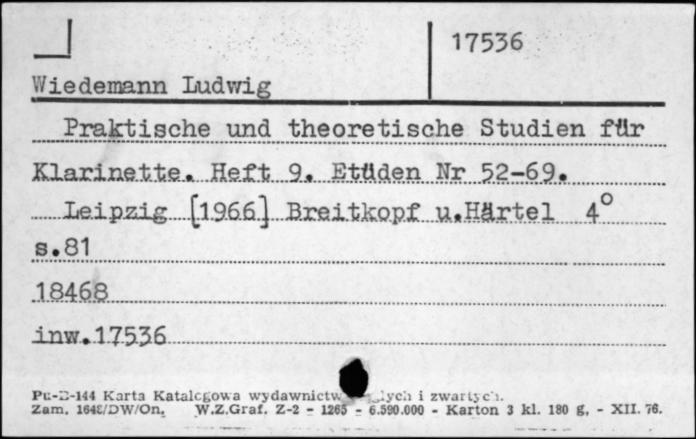 17536
Wiedemann Ludwig
Praktische und theoretische Studien für
Klarinette. Heft 9. Etüden Nr 52-69.
Leipzig [1966] Breitkopf u.Härtel 4°
s.81
18468
inw.17536
Pu-D-144 Karta Katalogowa i zwartych.
Zam. 1648/DW/On. W.Z.Graf. Z-2 - 1265 - 6.590.000 - Karton 3 kl. 180 g, - XII. 76.